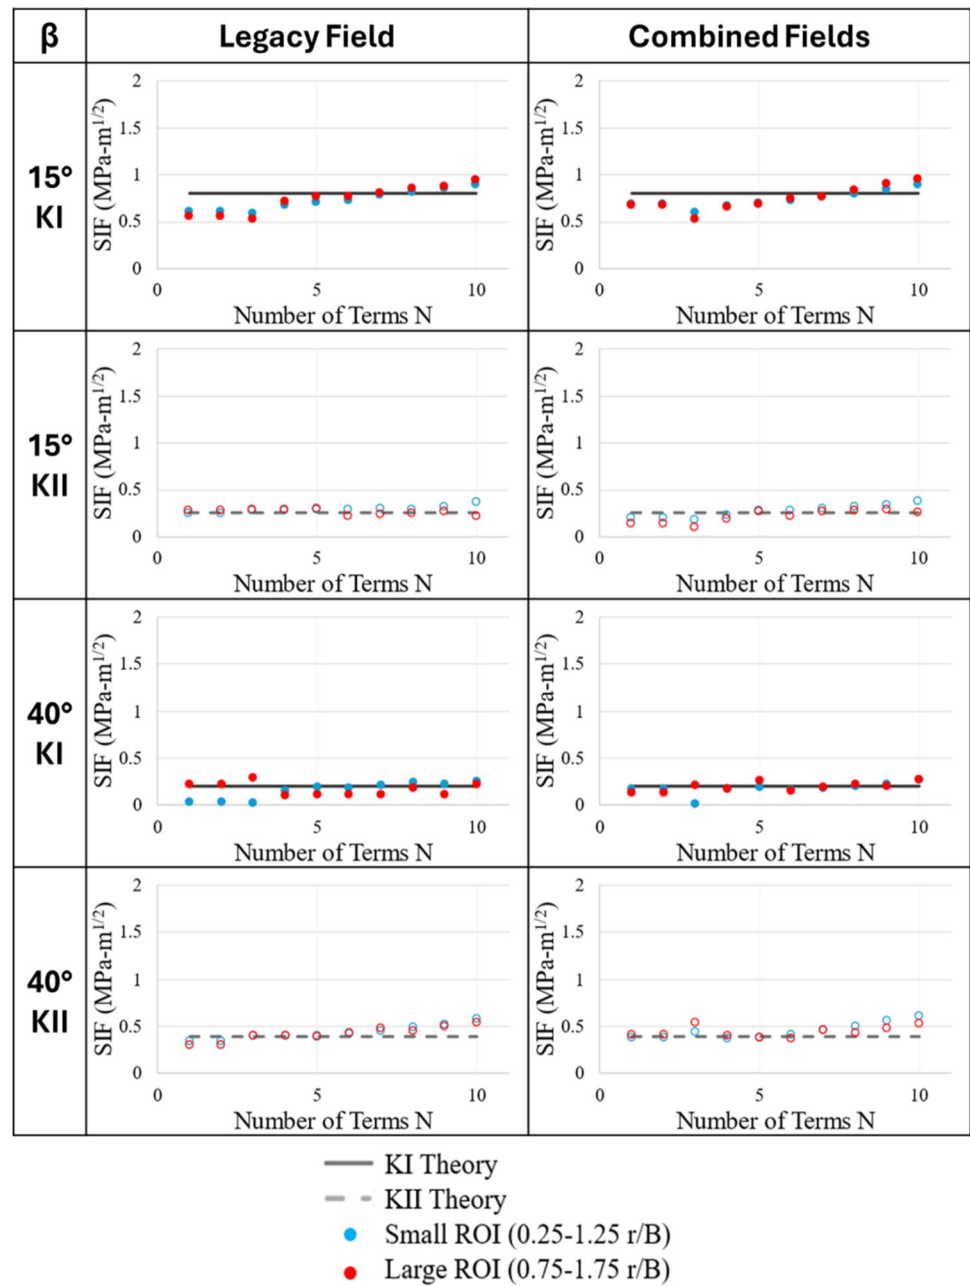 β Legacy Field Combined Fields
15° KI
SIF (MPa-m^1/2)
2
1.5
1
0.5
0
0 5 10
Number of Terms N
SIF (MPa-m^1/2)
2
1.5
1
0.5
0
0 5 10
Number of Terms N
15° KII
SIF (MPa-m^1/2)
2
1.5
1
0.5
0
0 5 10
Number of Terms N
SIF (MPa-m^1/2)
2
1.5
1
0.5
0
0 5 10
Number of Terms N
40° KI
SIF (MPa-m^1/2)
2
1.5
1
0.5
0
0 5 10
Number of Terms N
SIF (MPa-m^1/2)
2
1.5
1
0.5
0
0 5 10
Number of Terms N
40° KII
SIF (MPa-m^1/2)
2
1.5
1
0.5
0
0 5 10
Number of Terms N
SIF (MPa-m^1/2)
2
1.5
1
0.5
0
0 5 10
Number of Terms N
KI Theory
KII Theory
Small ROI (0.25-1.25 r/B)
Large ROI (0.75-1.75 r/B)